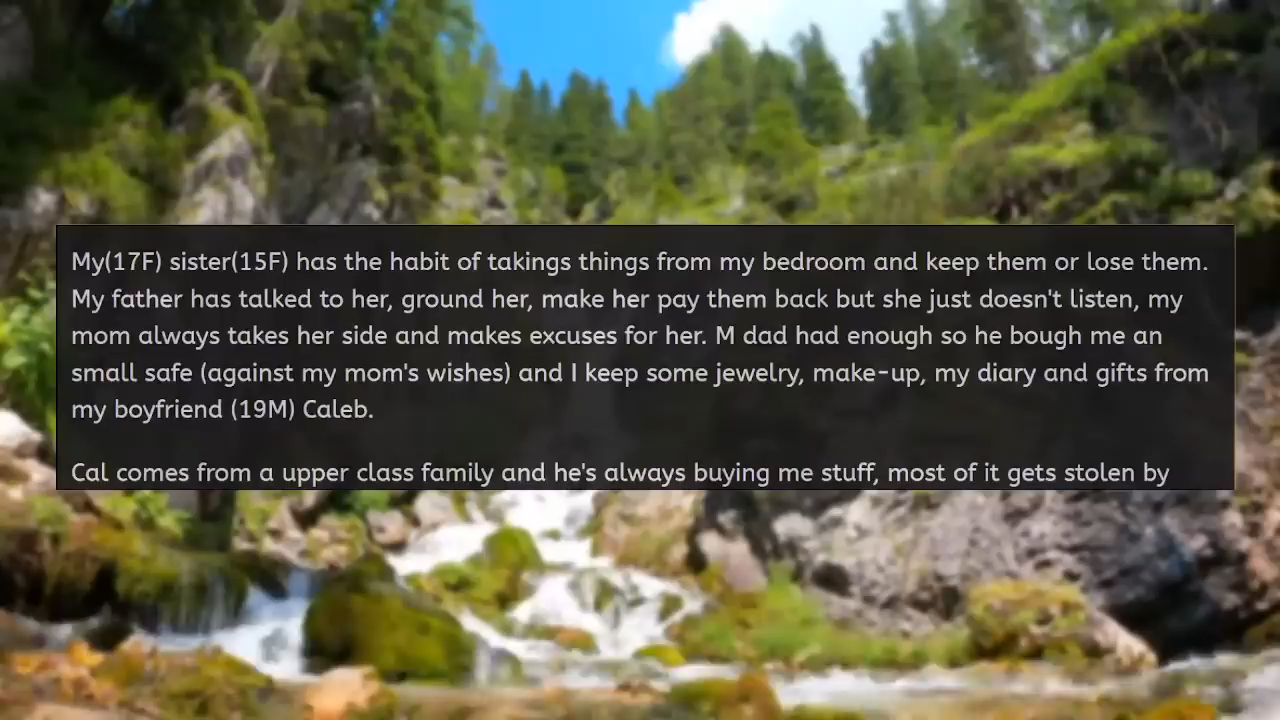 My(17F) sister(15F) has the habit of takings things from my bedroom and keep them or lose them.
My father has talked to her, ground her, make her pay them back but she just doesn't listen, my
mom always takes her side and makes excuses for her. M dad had enough so he bough me an
small safe (against my mom's wishes) and I keep some jewelry, make-up, my diary and gifts from
my boyfriend (19M) Caleb.
Cal comes from a upper class family and he's always buying me stuff, most of it gets stolen by